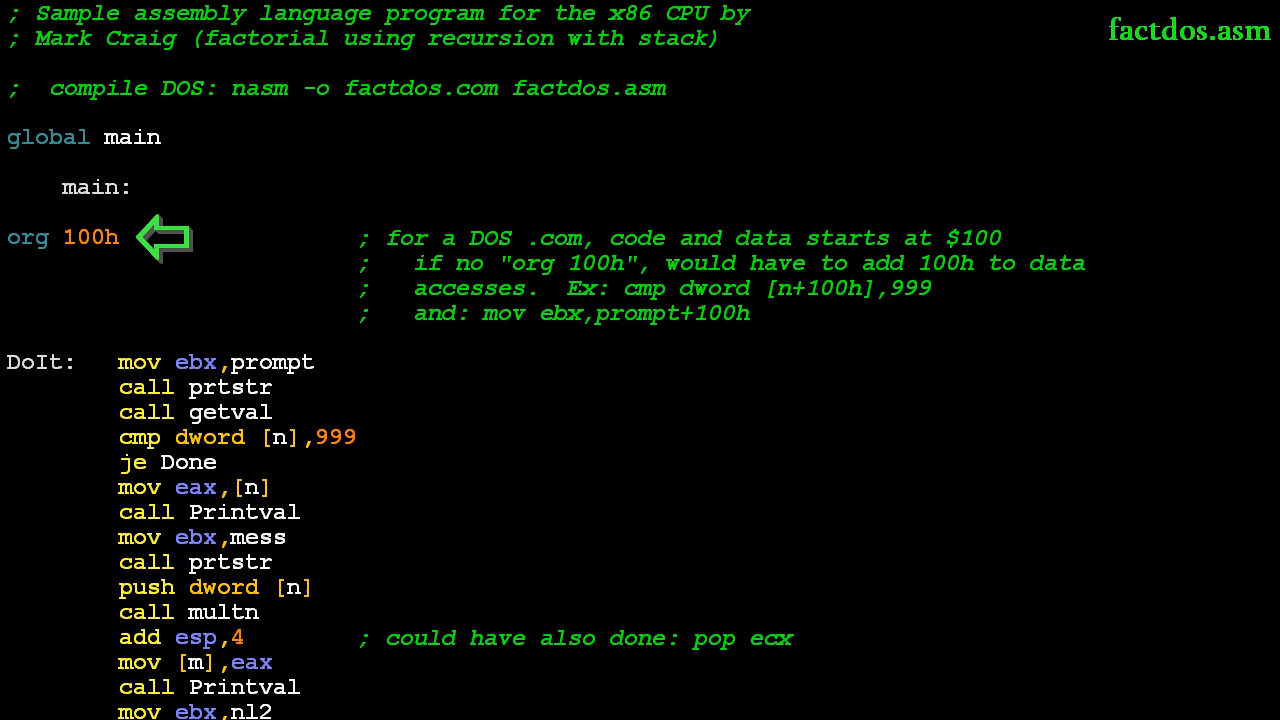 ; Sample assembly language program for the x86 CPU by
factdos.asm
; Mark Craig (factorial using recursion with stack)
;  compile DOS: nasm -o factdos.com factdos.asm
global main
main:
org 100h ; for a DOS .com, code and data starts at $100
;   if no "org 100h", would have to add 100h to data
;   accesses.  Ex: cmp dword [n+100h],999
;   and: mov ebx,prompt+100h
DoIt: mov ebx,prompt
call prtstr
call getval
cmp dword [n],999
je Done
mov eax,[n]
call Printval
mov ebx,mess
call prtstr
push dword [n]
call multn
add esp,4 ; could have also done: pop ecx
mov [m],eax
call Printval
mov ebx,nl2